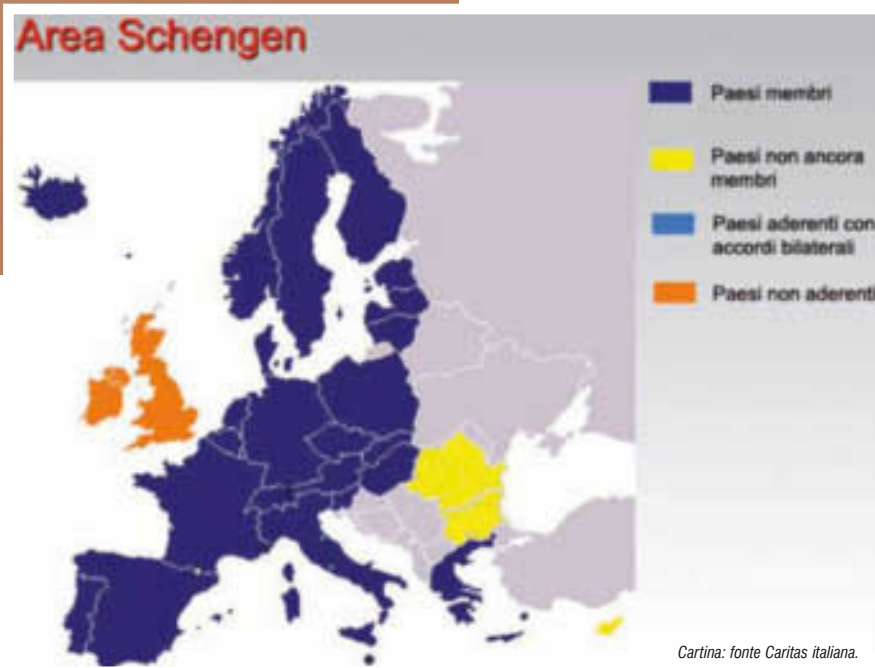 Area Schengen
Paesi membri
Paesi non ancora
membri
Paesi aderenti con
accordi bilaterali
Paesi non aderenti
Cartina: fonte Caritas italiana.